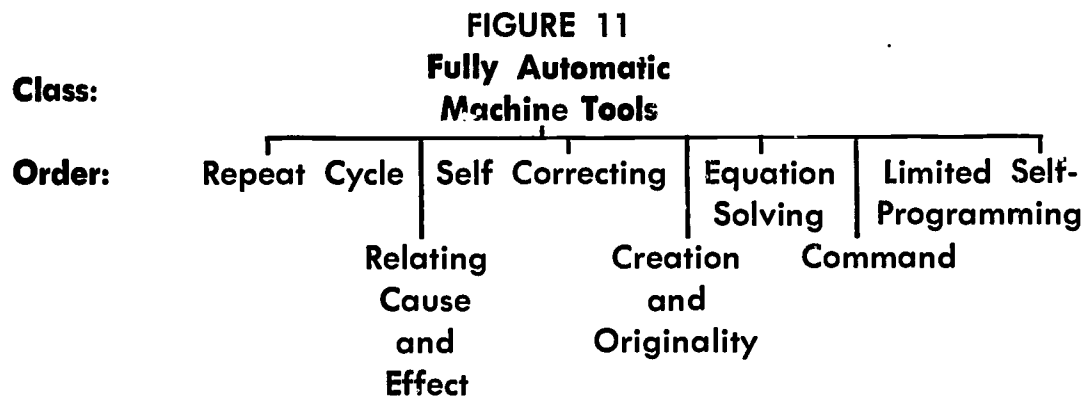 FIGURE 11
Fully Automatic
Class:
Machine Tools
Order: Repeat Cycle Self Correcting Equation Limited Self-
Solving Programming
Relating Creation Command
Cause and
and Originality
Effect